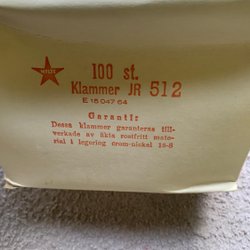 100 st.
Klammer JR 512
E 15 047 64
Garanti:
Dessa klammer garanteras till-
verkade av äkta rostfritt mate-
rial i legering crom-nickel 18-8